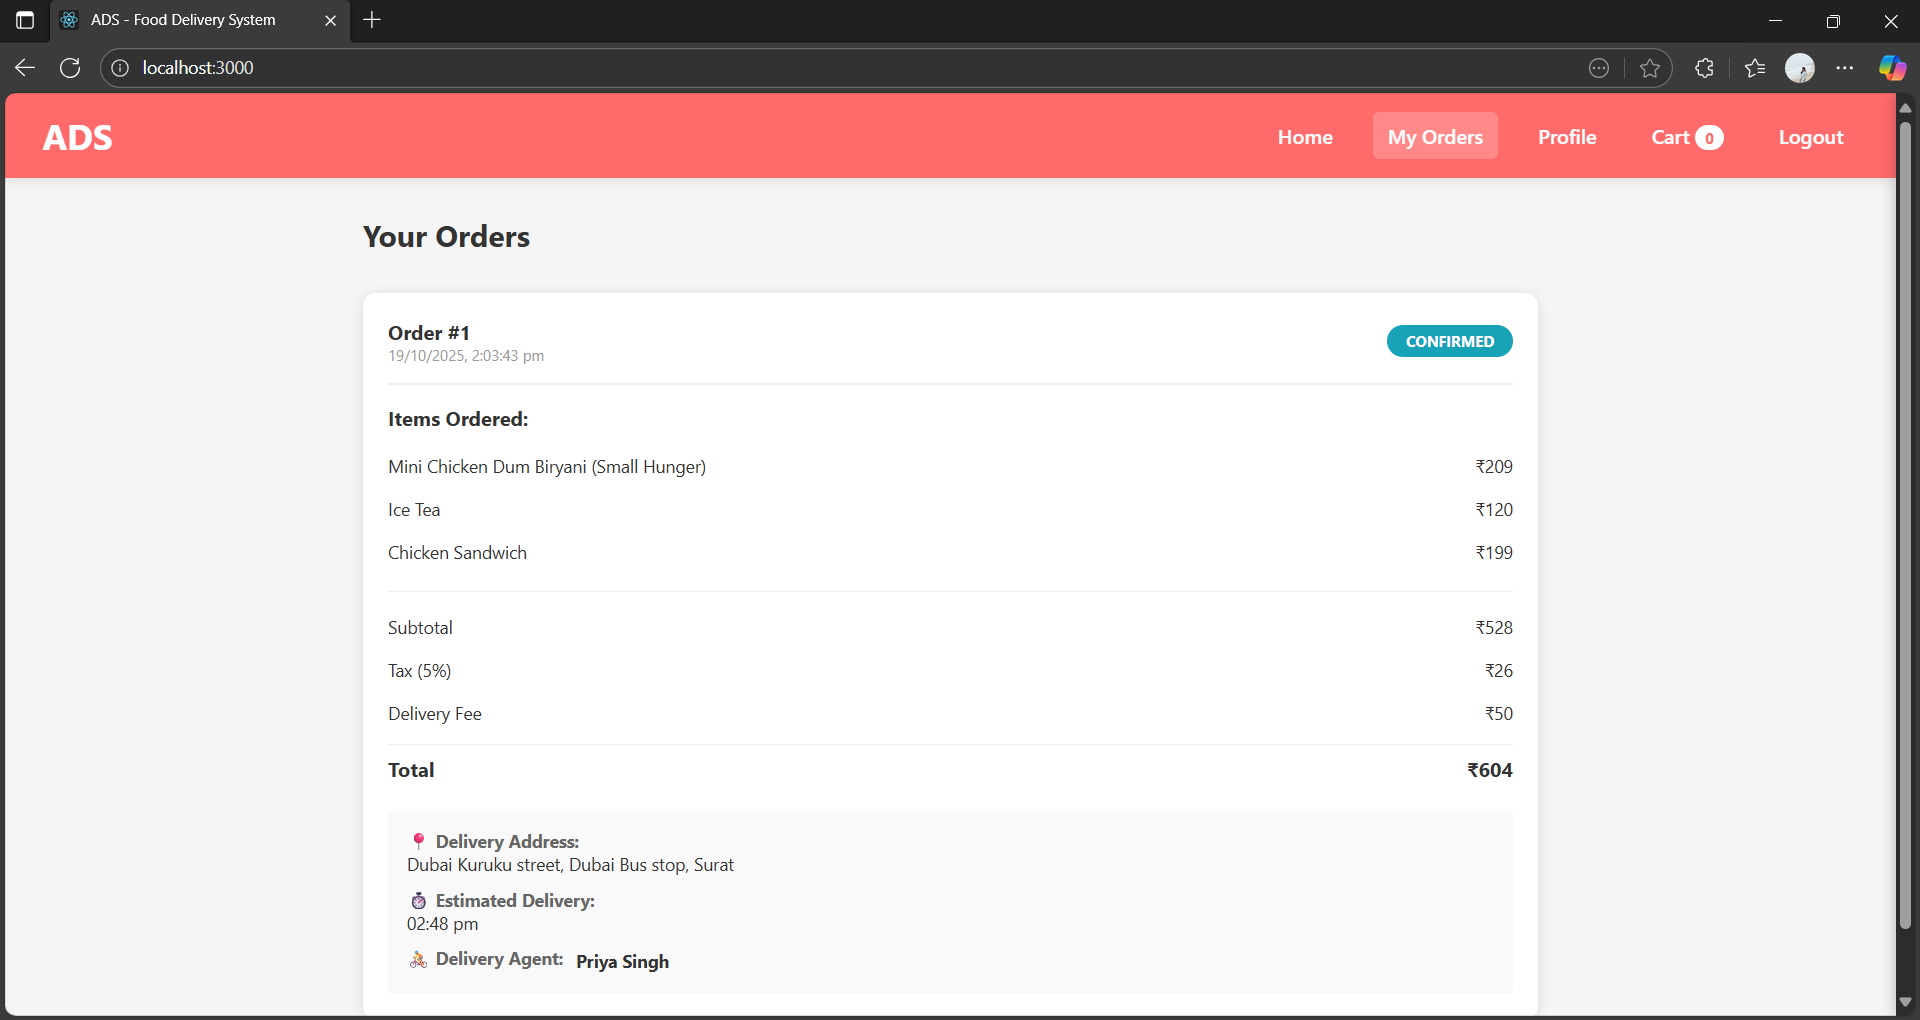 ADS - Food Delivery System
localhost:3000
ADS
Home
My Orders
Profile
Cart 0
Logout
Your Orders
Order #1
CONFIRMED
19/10/2025, 2:03:43 pm
Items Ordered:
Mini Chicken Dum Biryani (Small Hunger) ₹209
Ice Tea ₹120
Chicken Sandwich ₹199
Subtotal ₹528
Tax (5%) ₹26
Delivery Fee ₹50
Total ₹604
Delivery Address:
Dubai Kuruku street, Dubai Bus stop, Surat
Estimated Delivery:
02:48 pm
Delivery Agent: Priya Singh